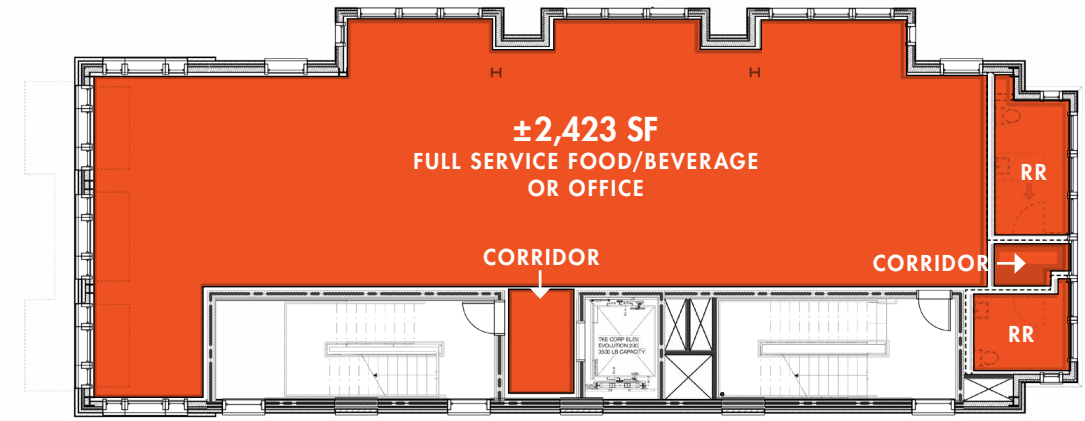 ±2,423 SF
FULL SERVICE FOOD/BEVERAGE
OR OFFICE
RR
CORRIDOR
CORRIDOR
RR
TKE CORP ELEV.
EVOLUTION 200
3500 LB CAPACITY